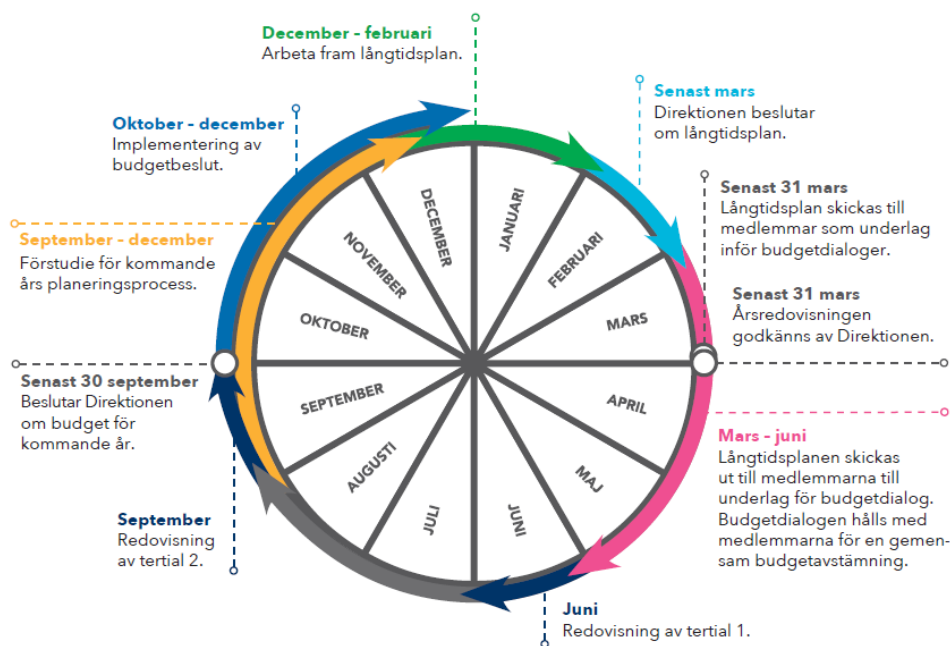 December – februari
Arbeta fram långtidsplan.
Senast mars
Direktionen beslutar
om långtidsplan.
Oktober – december
Implementering av
budgetbeslut.
Senast 31 mars
Långtidsplan skickas till
medlemmar som underlag
inför budgetdialoger.
September – december
Förstudie för kommande
års planeringsprocess.
Senast 31 mars
Årsredovisningen
godkänns av Direktionen.
Senast 30 september
Beslutar Direktionen
om budget för
kommande år.
Mars – juni
Långtidsplanen skickas
ut till medlemmarna till
underlag för budgetdialog.
Budgetdialogen hålls med
medlemmarna för en gemen-
sam budgetavstämning.
September
Redovisning
av tertial 2.
Juni
Redovisning av tertial 1.
JANUARI
FEBRUARI
MARS
APRIL
MAJ
JUNI
JULI
AUGUSTI
SEPTEMBER
OKTOBER
NOVEMBER
DECEMBER